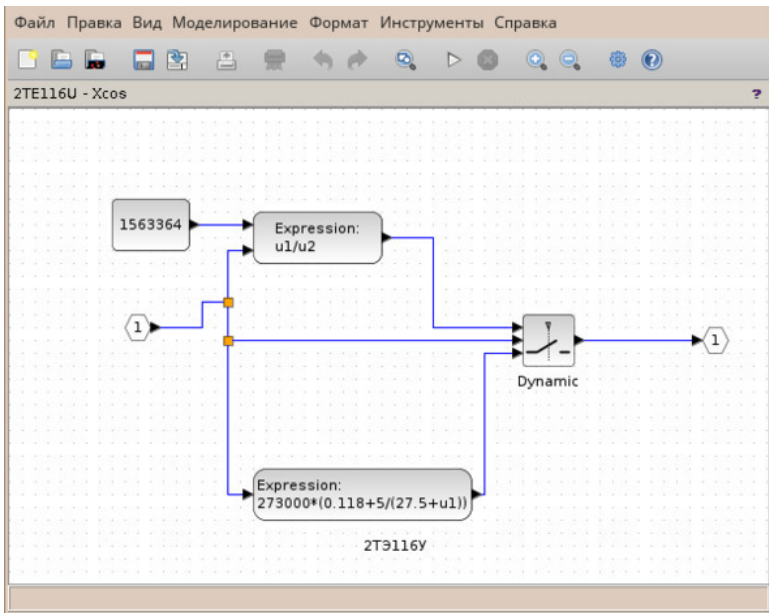 Файл Правка Вид Моделирование Формат Инструменты Справка
2TE116U - Xcos
?
1563364
Expression:
u1/u2
1
1
Dynamic
Expression:
273000*(0.118+5/(27.5+u1))
2ТЭ116У